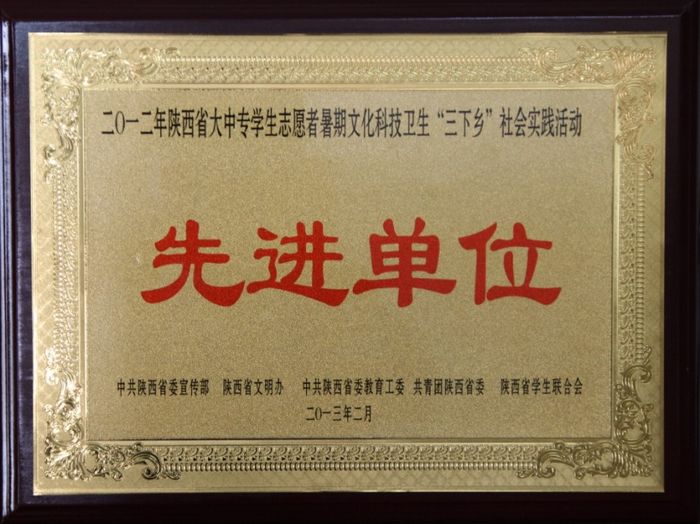 二〇一二年陕西省大中专学生志愿者暑期文化科技卫生“三下乡”社会实践活动
先进单位
中共陕西省委宣传部 陕西省文明办 中共陕西省委教育工委 共青团陕西省委 陕西省学生联合会
二〇一三年二月